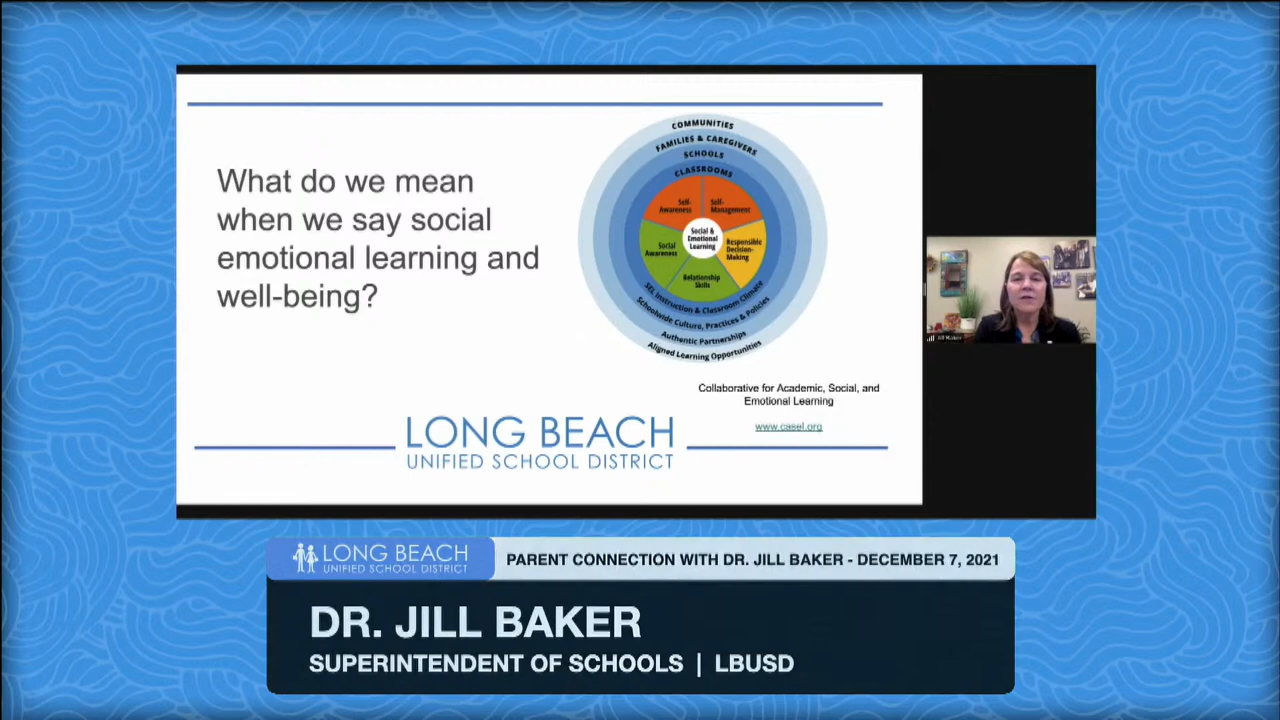 What do we mean
when we say social
emotional learning and
well-being?
COMMUNITIES
FAMILIES & CAREGIVERS
SCHOOLS
CLASSROOMS
Self-
Awareness
Self-
Management
Social
Awareness
Social &
Emotional
Learning
Responsible
Decision-
Making
Relationship
Skills
SEL Instruction & Classroom Climate
Schoolwide Culture, Practices & Policies
Authentic Partnerships
Aligned Learning Opportunities
Collaborative for Academic, Social, and
Emotional Learning
www.casel.org
LONG BEACH
UNIFIED SCHOOL DISTRICT
Jill Baker
LONG BEACH
UNIFIED SCHOOL DISTRICT
PARENT CONNECTION WITH DR. JILL BAKER - DECEMBER 7, 2021
DR. JILL BAKER
SUPERINTENDENT OF SCHOOLS | LBUSD